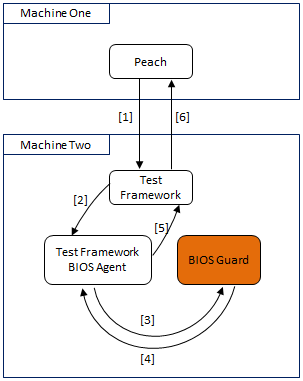 Machine One
Peach
[1]
[6]
Machine Two
Test
Framework
[2]
[5]
Test Framework
BIOS Agent
BIOS Guard
[3]
[4]